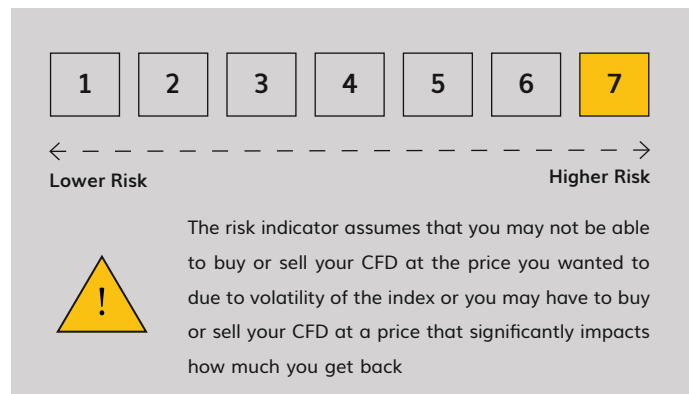 1 2 3 4 5 6 7
Lower Risk Higher Risk
The risk indicator assumes that you may not be able
to buy or sell your CFD at the price you wanted to
due to volatility of the index or you may have to buy
or sell your CFD at a price that significantly impacts
how much you get back
!